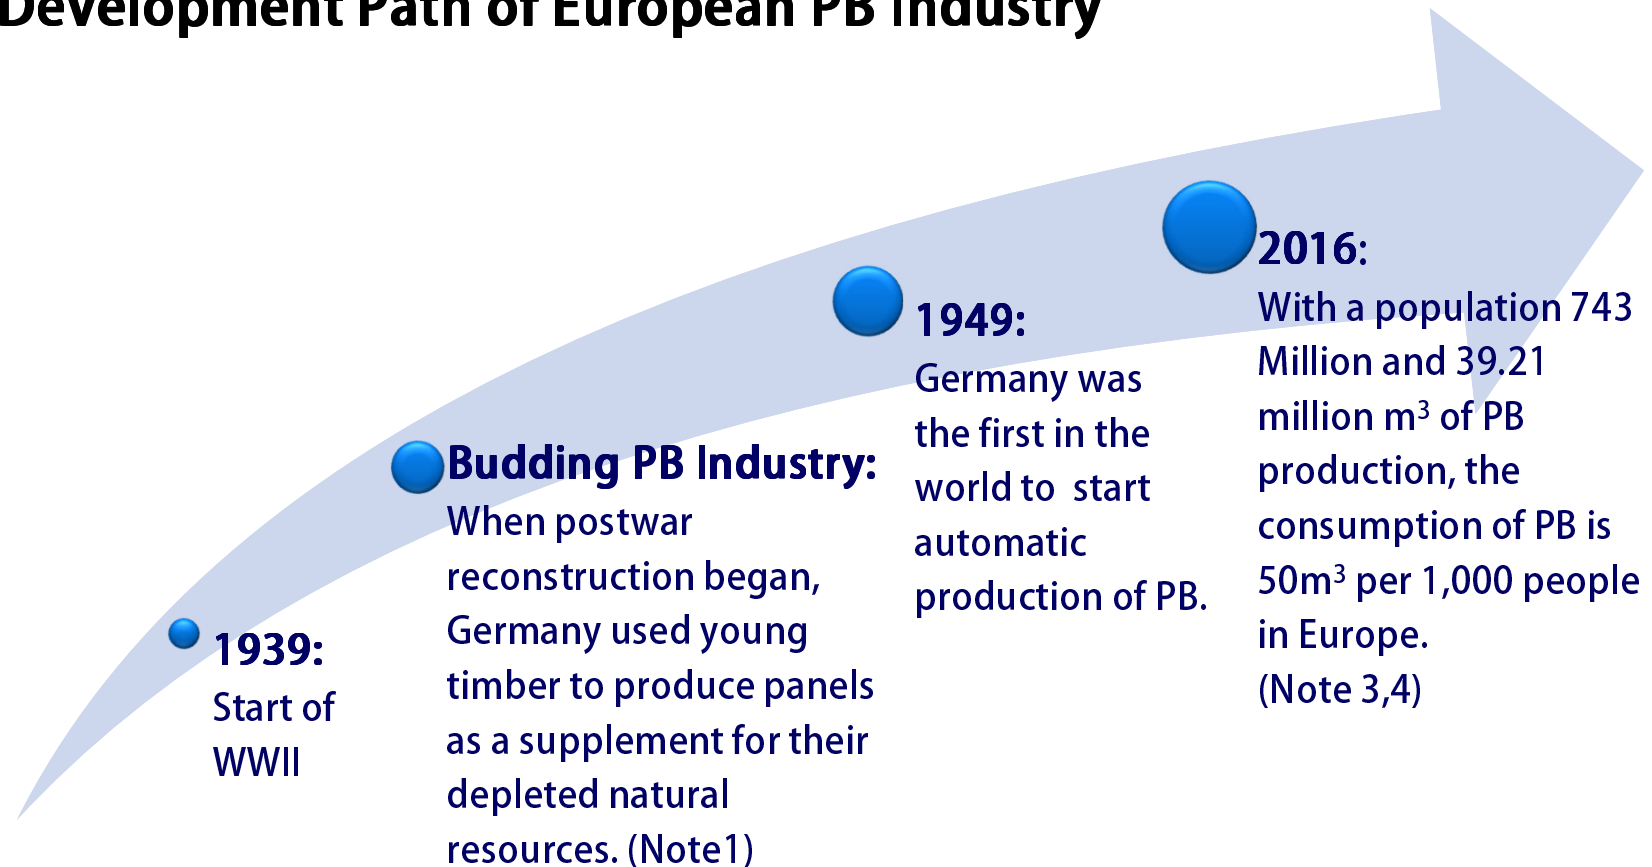 Development Path of European PB Industry
1939:
Start of
WWII
Budding PB Industry:
When postwar
reconstruction began,
Germany used young
timber to produce panels
as a supplement for their
depleted natural
resources. (Note1)
1949:
Germany was
the first in the
world to  start
automatic
production of PB.
2016:
With a population 743
Million and 39.21
million m³ of PB
production, the
consumption of PB is
50m³ per 1,000 people
in Europe.
(Note 3,4)